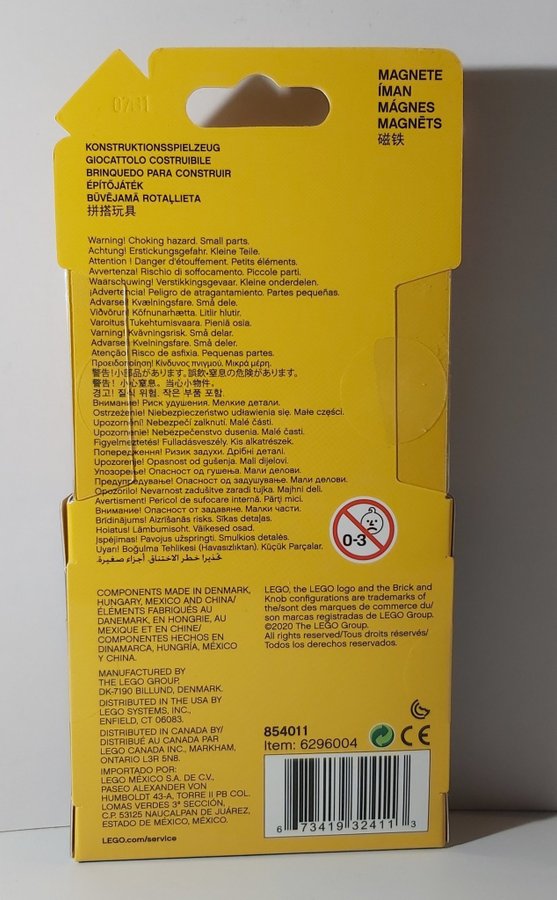 02J1
MAGNETE
ÍMAN
MÁGNES
MAGNĒTS
磁铁
KONSTRUKTIONSSPIELZEUG
GIOCATTOLO COSTRUIBILE
BRINQUEDO PARA CONSTRUIR
ÉPÍTŐJÁTÉK
BŪVĒJAMĀ ROTAĻLIETA
拼搭玩具
Warning! Choking hazard. Small parts.
Achtung! Erstickungsgefahr. Kleine Teile.
Attention ! Danger d'étouffement. Petits éléments.
Avvertenza! Rischio di soffocamento. Piccole parti.
Waarschuwing! Verstikkingsgevaar. Kleine onderdelen.
¡Advertencia! Peligro de atragantamiento. Partes pequeñas.
Advarsel! Kvælningsfare. Små dele.
Viðvörun! Köfnunarhætta. Litlir hlutir.
Varoitus! Tukehtumisvaara. Pieniä osia.
Varning! Kvävningsrisk. Små delar.
Advarsel! Kvelningsfare. Små deler.
Atenção! Risco de asfixia. Pequenas partes.
Προειδοποίηση! Κίνδυνος πνιγμού. Μικρά μέρη.
警告!小部品があります。誤飲・窒息の危険があります。
警告! 小心窒息。当心小物件。
경고! 질식 위험. 작은 부품 포함.
Внимание! Риск удушения. Мелкие детали.
Ostrzeżenie! Niebezpieczeństwo udławienia się. Małe części.
Upozornění! Nebezpečí zalknutí. Malé části.
Upozornenie! Nebezpečenstvo dusenia. Malé časti.
Figyelmeztetés! Fulladásveszély. Kis alkatrészek.
Попередження! Ризик задухи. Дрібні деталі.
Upozorenje! Opasnost od gušenja. Mali dijelovi.
Упозорење! Опасност од гушења. Мали делови.
Предупредување! Опасност од задушување. Мали делови.
Opozorilo! Nevarnost zadušitve zaradi tujka. Majhni deli.
Avertisment! Pericol de sufocare internă. Părţi mici.
Внимание! Опасност от задавяне. Малки части.
Brīdinājums! Aizrīšanās risks. Sīkas detaļas.
Hoiatus! Lämbumisoht. Väikesed osad.
Įspėjimas! Pavojus užspringti. Smulkios detalės.
Uyarı! Boğulma Tehlikesi (Havasızlıktan). Küçük Parçalar.
تحذير! خطر الاختناق. أجزاء صغيرة.
0-3
COMPONENTS MADE IN DENMARK,
HUNGARY, MEXICO AND CHINA/
ÉLÉMENTS FABRIQUÉS AU
DANEMARK, EN HONGRIE, AU
MEXIQUE ET EN CHINE/
COMPONENTES HECHOS EN
DINAMARCA, HUNGRÍA, MÉXICO
Y CHINA.
MANUFACTURED BY
THE LEGO GROUP,
DK-7190 BILLUND, DENMARK.
DISTRIBUTED IN THE USA BY
LEGO SYSTEMS, INC.,
ENFIELD, CT 06083.
DISTRIBUTED IN CANADA BY/
DISTRIBUÉ AU CANADA PAR
LEGO CANADA INC., MARKHAM,
ONTARIO L3R 5N8.
IMPORTADO POR:
LEGO MÉXICO S.A. DE C.V.,
PASEO ALEXANDER VON
HUMBOLDT 43-A, TORRE II PB COL.
LOMAS VERDES 3ª SECCIÓN,
C.P. 53125 NAUCALPAN DE JUÁREZ,
ESTADO DE MÉXICO, MÉXICO.
LEGO.com/service
LEGO, the LEGO logo and the Brick and
Knob configurations are trademarks of
the/sont des marques de commerce du/
son marcas registradas de LEGO Group.
©2020 The LEGO Group.
All rights reserved/Tous droits réservés/
Todos los derechos reservados.
854011
Item: 6296004
CE
6 73419 32411 3